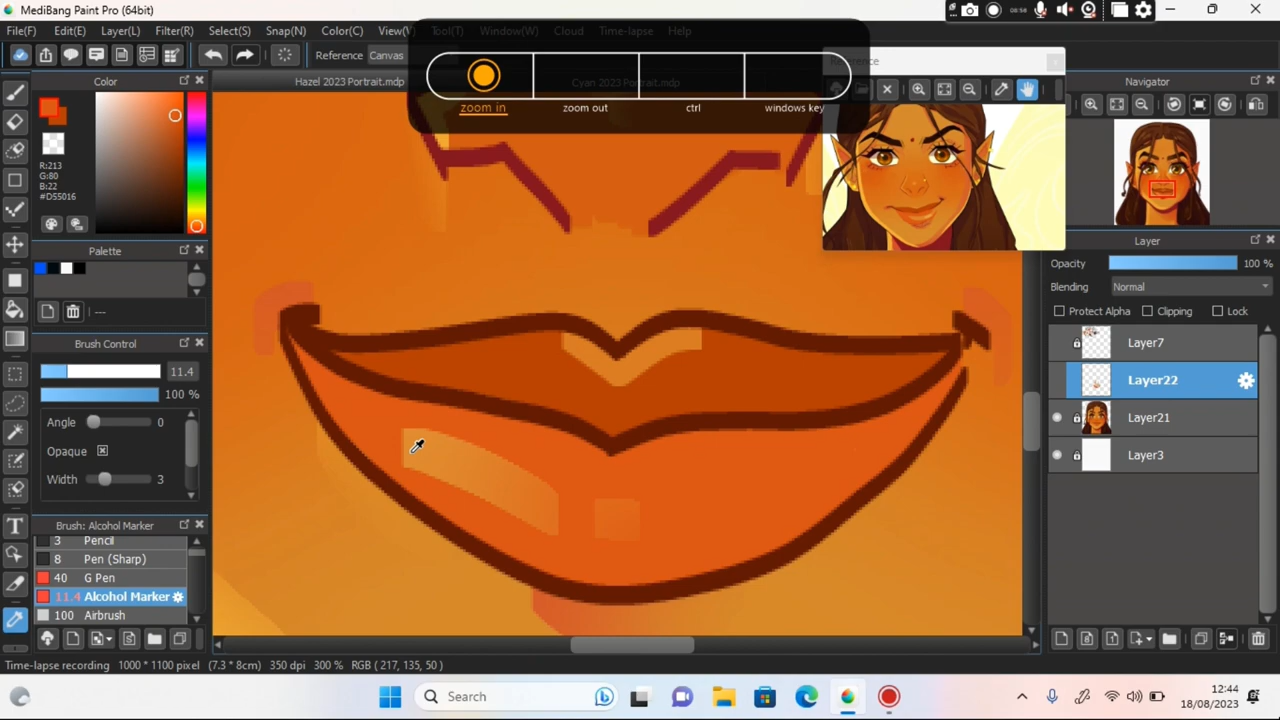 MediBang Paint Pro (64bit)
08:58
File(F) Edit(E) Layer(L) Filter(R) Select(S) Snap(N) Color(C) View(V) Tool(T) Window(W) Cloud Time-lapse Help
Reference Canvas
zoom in zoom out ctrl windows key
Color
Hazel 2023 Portrait.mdp Cyan 2023 Portrait.mdp
Reference
Navigator
R:213
G:80
B:22
#D55016
Palette
---
Brush Control
11.4
100 %
Angle 0
Opaque
Width 3
Brush: Alcohol Marker
3 Pencil
8 Pen (Sharp)
40 G Pen
11.4 Alcohol Marker
100 Airbrush
Layer
Opacity 100 %
Blending Normal
Protect Alpha Clipping Lock
Layer7
Layer22
Layer21
Layer3
Time-lapse recording 1000 * 1100 pixel (7.3 * 8cm) 350 dpi 300 % RGB ( 217, 135, 50 )
Search
12:44
18/08/2023